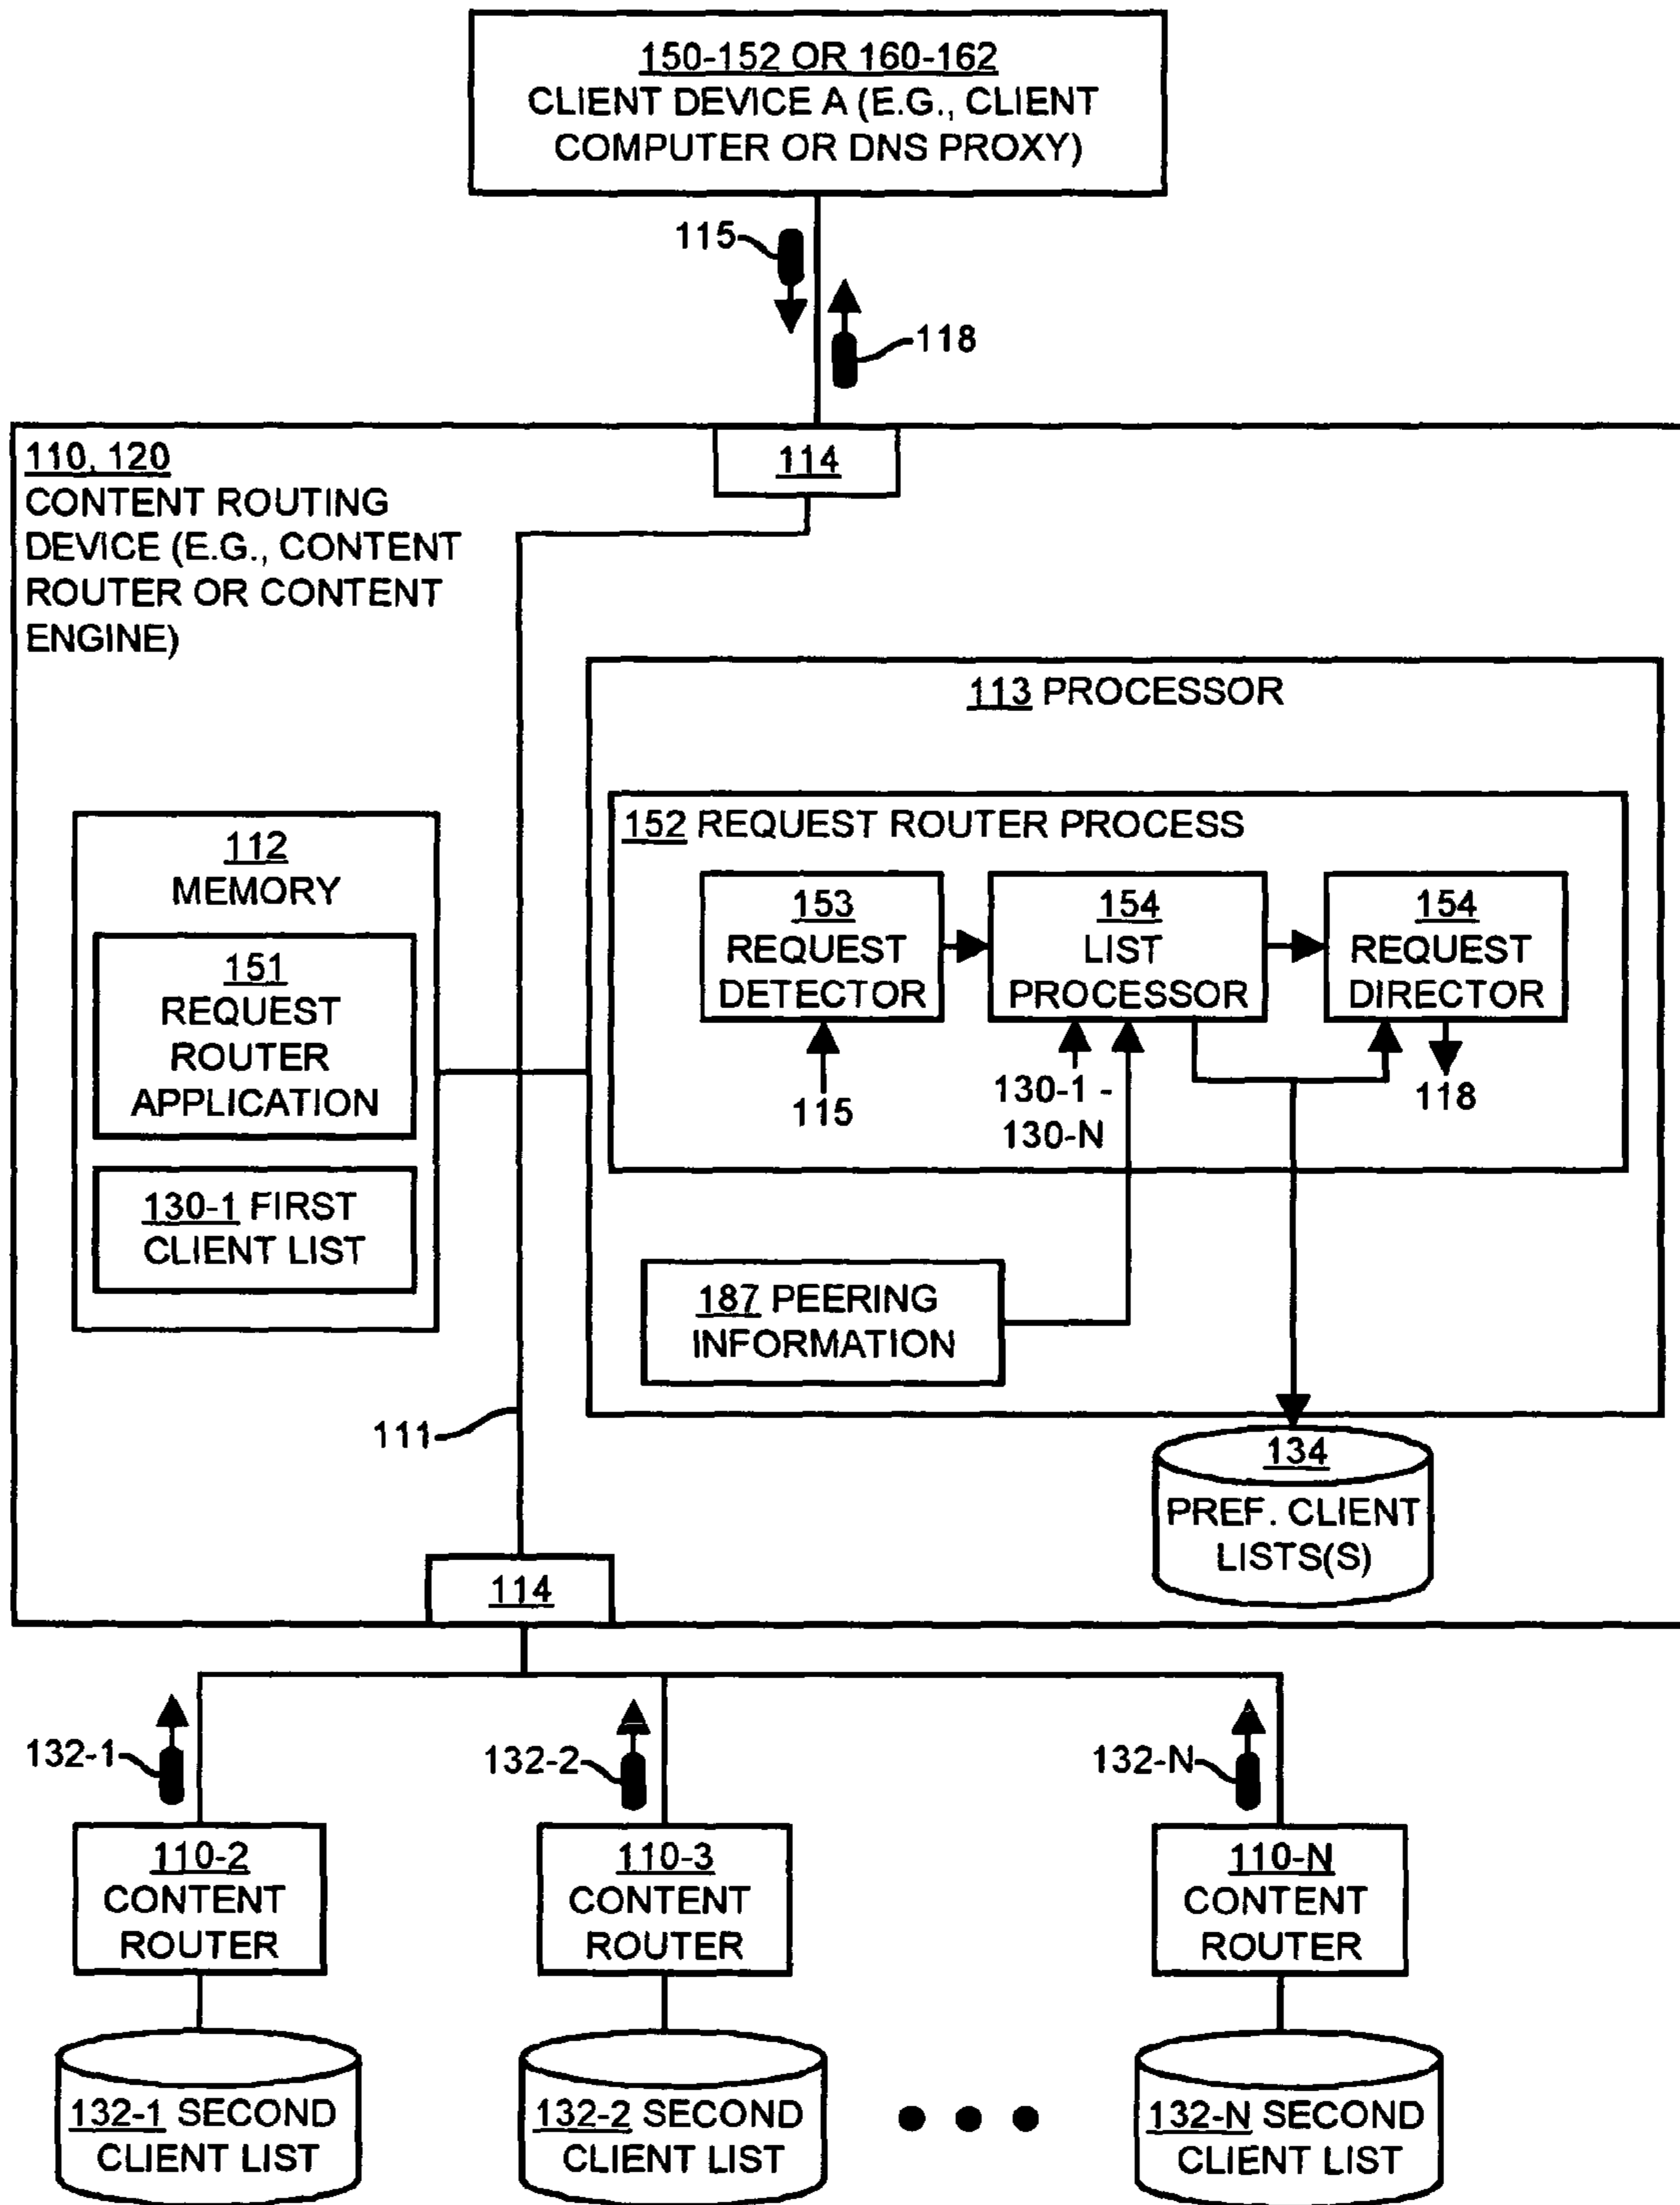 150-152 OR 160-162
CLIENT DEVICE A (E.G., CLIENT
COMPUTER OR DNS PROXY)
115
118
110, 120
CONTENT ROUTING
DEVICE (E.G., CONTENT
ROUTER OR CONTENT
ENGINE)
114
113 PROCESSOR
152 REQUEST ROUTER PROCESS
153
REQUEST
DETECTOR
154
LIST
PROCESSOR
154
REQUEST
DIRECTOR
115
130-1 -
130-N
118
112
MEMORY
151
REQUEST
ROUTER
APPLICATION
130-1 FIRST
CLIENT LIST
187 PEERING
INFORMATION
111
134
PREF. CLIENT
LISTS(S)
114
132-1
132-2
132-N
110-2
CONTENT
ROUTER
110-3
CONTENT
ROUTER
110-N
CONTENT
ROUTER
132-1 SECOND
CLIENT LIST
132-2 SECOND
CLIENT LIST
132-N SECOND
CLIENT LIST